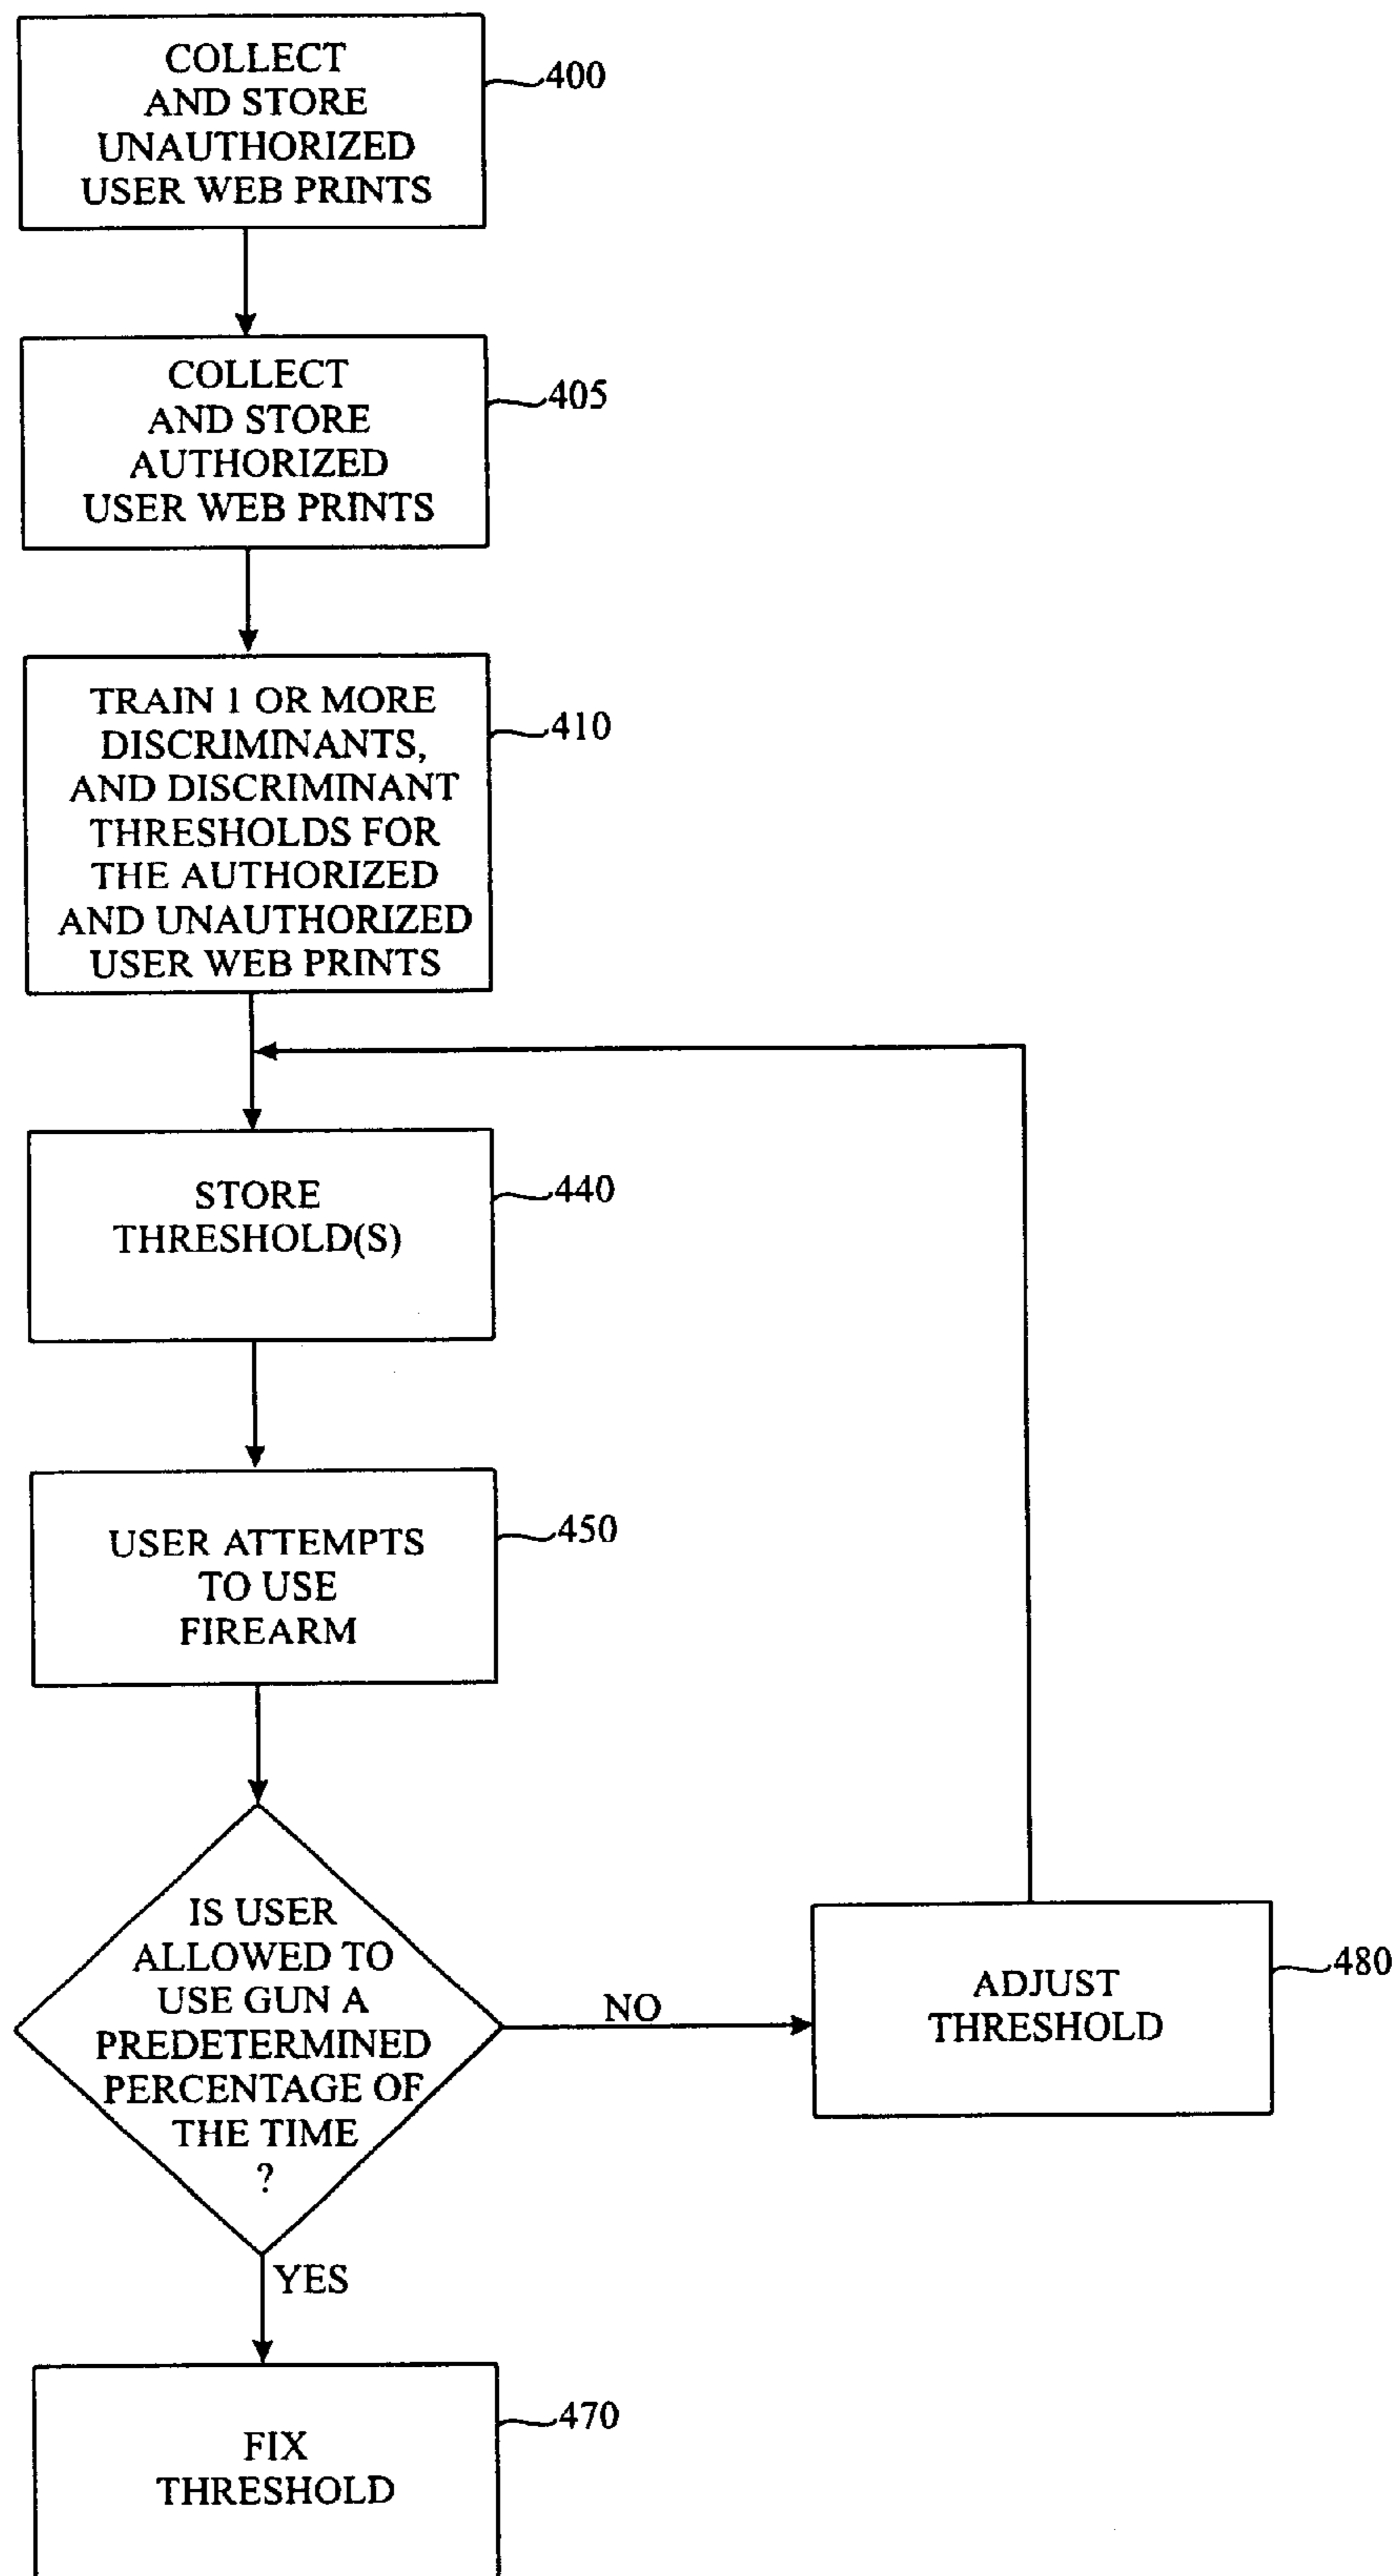 COLLECT
AND STORE
UNAUTHORIZED
USER WEB PRINTS
400
COLLECT
AND STORE
AUTHORIZED
USER WEB PRINTS
405
TRAIN 1 OR MORE
DISCRIMINANTS,
AND DISCRIMINANT
THRESHOLDS FOR
THE AUTHORIZED
AND UNAUTHORIZED
USER WEB PRINTS
410
STORE
THRESHOLD(S)
440
USER ATTEMPTS
TO USE
FIREARM
450
IS USER
ALLOWED TO
USE GUN A
PREDETERMINED
PERCENTAGE OF
THE TIME
?
NO
ADJUST
THRESHOLD
480
YES
FIX
THRESHOLD
470